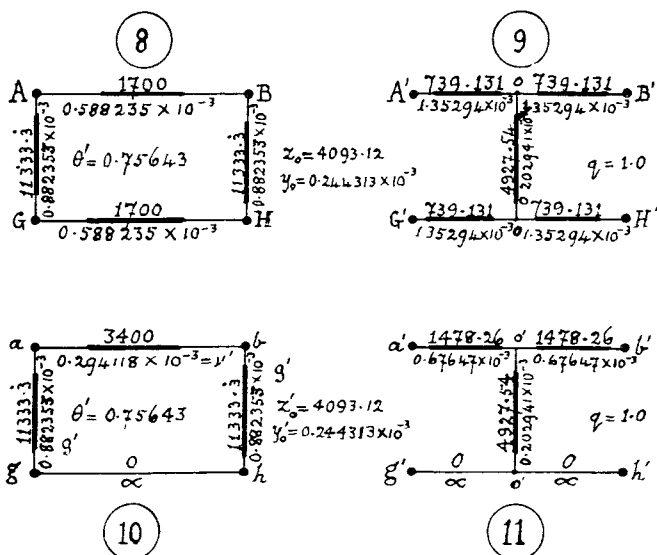 8
A 1700 B
0.588235 × 10⁻³
11333·3̇
0.882353×10⁻³
θ' = 0.75643
11333·3̇
0.882353×10⁻³
G 1700 H
0.588235 × 10⁻³
z₀ = 4093.12
y₀ = 0.244313×10⁻³
9
A' 739·131 o 739·131 B'
1.35294×10⁻³ 1.35294×10⁻³
4927·54
0.202941×10⁻³
q = 1.0
G' 739·131 739·131 H'
1.35294×10⁻³ o 1.35294×10⁻³
a 3400 b
0.294118 × 10⁻³ = ν'
11333·3̇
0.882353×10⁻³
g'
θ' = 0.75643
11333·3̇
0.882353×10⁻³
g'
g 0 h
∝
z'₀ = 4093.12
y'₀ = 0.244313×10⁻³
10
a' 1478·26 o' 1478·26 b'
0.67647×10⁻³ 0.67647×10⁻³
4927·54
0.202941×10⁻³
q = 1.0
g' 0 0 h'
∝ o' ∝
11